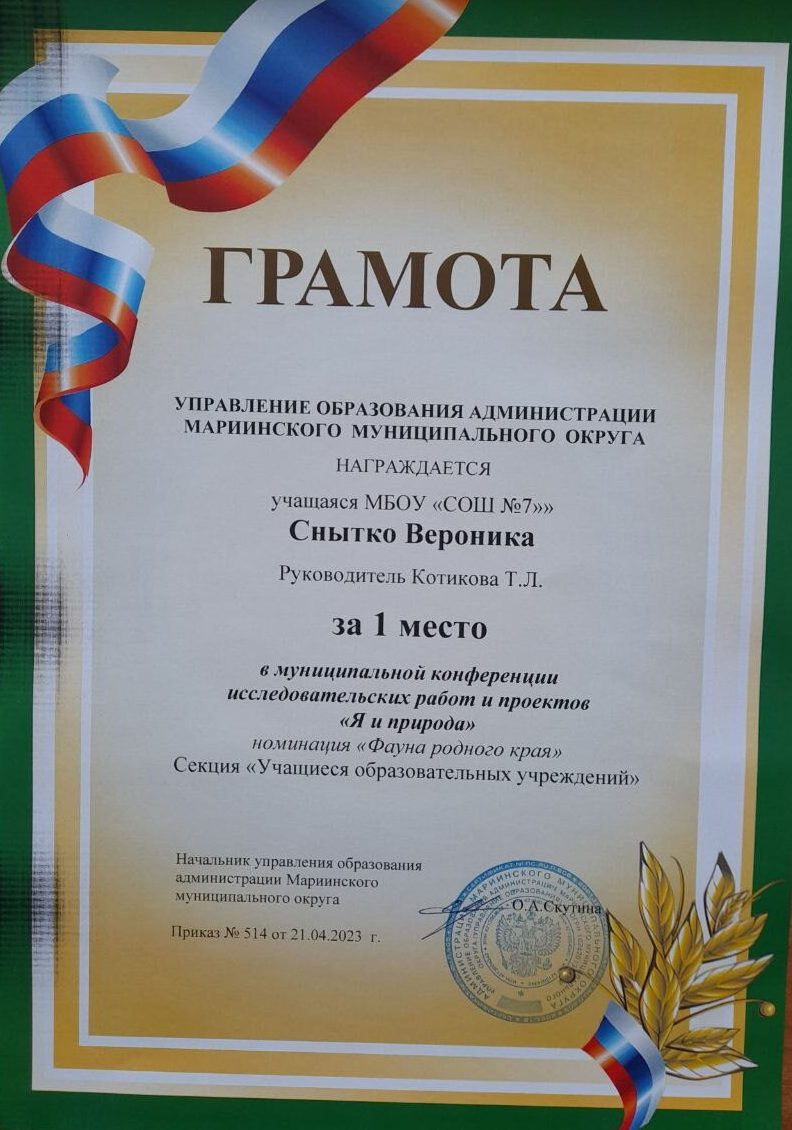 ГРАМОТА
УПРАВЛЕНИЕ ОБРАЗОВАНИЯ АДМИНИСТРАЦИИ
МАРИИНСКОГО МУНИЦИПАЛЬНОГО ОКРУГА
НАГРАЖДАЕТСЯ
учащаяся МБОУ «СОШ №7»»
Снытко Вероника
Руководитель Котикова Т.Л.
за 1 место
в муниципальной конференции
исследовательских работ и проектов
«Я и природа»
номинация «Фауна родного края»
Секция «Учащиеся образовательных учреждений»
Начальник управления образования
администрации Мариинского
муниципального округа
О.А.Скутина
Приказ № 514 от 21.04.2023 г.